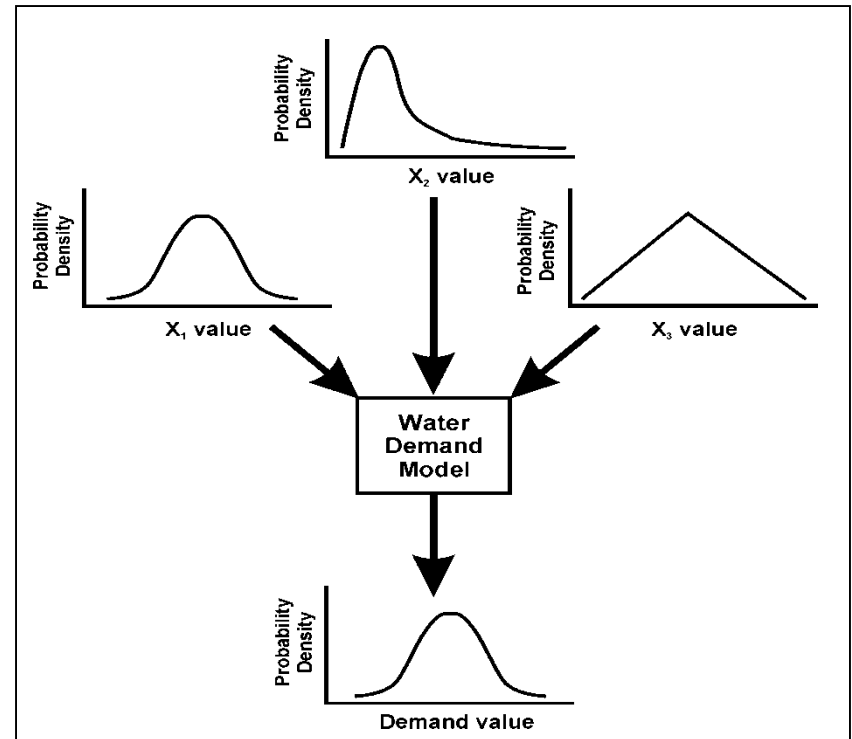 Probability
Density
X₂ value
Probability
Density
X₁ value
Probability
Density
X₃ value
Water
Demand
Model
Probability
Density
Demand value